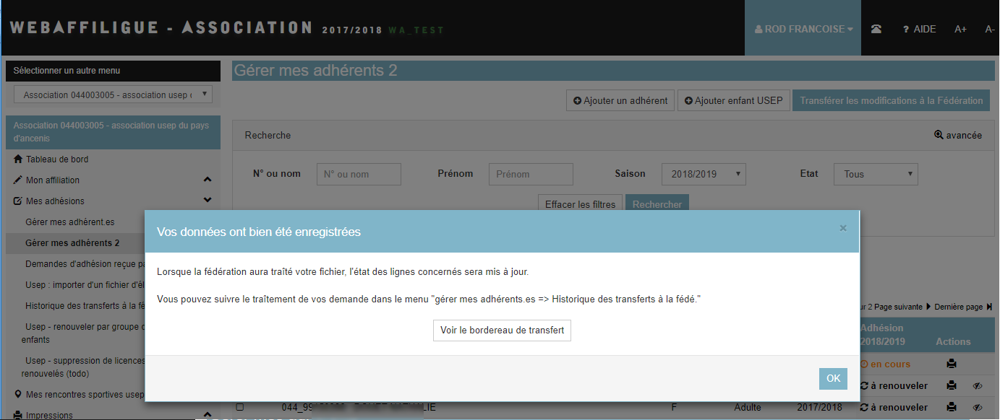 WEBAFFILIGUE - ASSOCIATION 2017/2018 WA_TEST
ROD FRANCOISE
? AIDE
A+
A-
Sélectionner un autre menu
Association 044003005 - association usep
Association 044003005 - association usep du pays
d'ancenis
Tableau de bord
Mon affiliation
Mes adhésions
Gérer mes adhérent.es
Gérer mes adhérents 2
Demandes d'adhésion reçue
Usep : importer d'un fichier
Historique des transferts à la
Usep - renouveler par groupe
enfants
Usep - suppression de licences
renouvelés (todo)
Mes rencontres sportives usep
Impressions
Gérer mes adhérents 2
Ajouter un adhérent
Ajouter enfant USEP
Transférer les modifications á la Fédération
Recherche
avancée
N° ou nom
N° ou nom
Prénom
Prénom
Saison
2018/2019
Etat
Tous
Effacer les filtres
Rechercher
Vos données ont bien été enregistrées
×
Lorsque la fédération aura traîté votre fichier, l'état des lignes concernés sera mis à jour.
Vous pouvez suivre le traîtement de vos demande dans le menu "gérer mes adhérents.es => Historique des transferts à la fédé."
Voir le bordereau de transfert
OK
2 Page suivante Dernière page
Adhésion
2018/2019
Actions
en cours
à renouveler
F Adulte 2017/2018 à renouveler